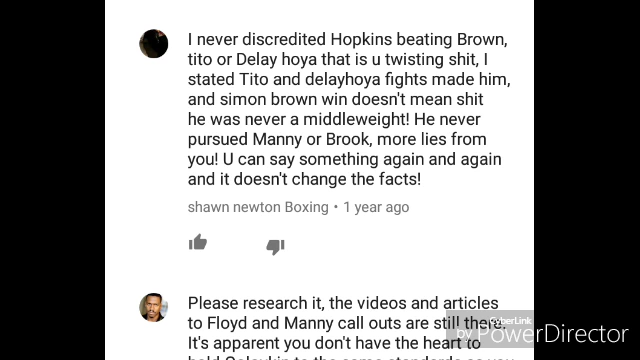 I never discredited Hopkins beating Brown,
tito or Delay hoya that is u twisting shit, I
stated Tito and delayhoya fights made him,
and simon brown win doesn't mean shit
he was never a middleweight! He never
pursued Manny or Brook, more lies from
you! U can say something again and again
and it doesn't change the facts!
shawn newton Boxing • 1 year ago
Please research it, the videos and articles
to Floyd and Manny call outs are still there.
It's apparent you don't have the heart to
hold Golovkin to the same standards as you
CyberLink
by PowerDirector